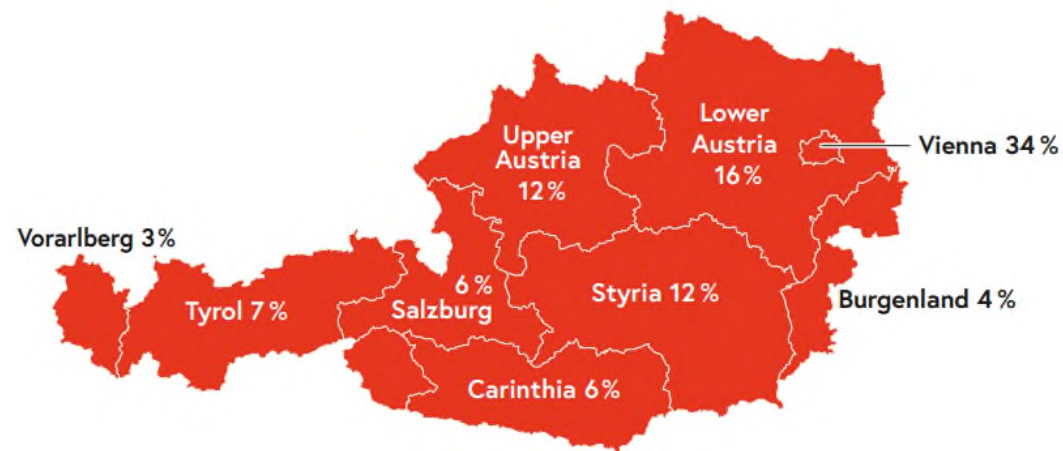 Lower
Austria
16 %
Vienna 34 %
Upper
Austria
12 %
Vorarlberg 3 %
Tyrol 7 %
6 %
Salzburg
Styria 12 %
Burgenland 4 %
Carinthia 6 %